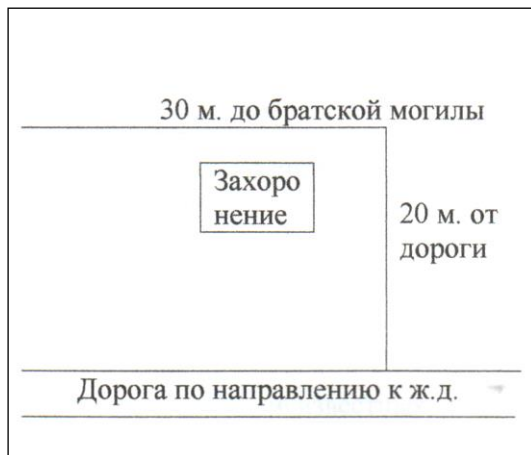 30 м. до братской могилы
Захоро
нение
20 м. от
дороги
Дорога по направлению к ж.д.